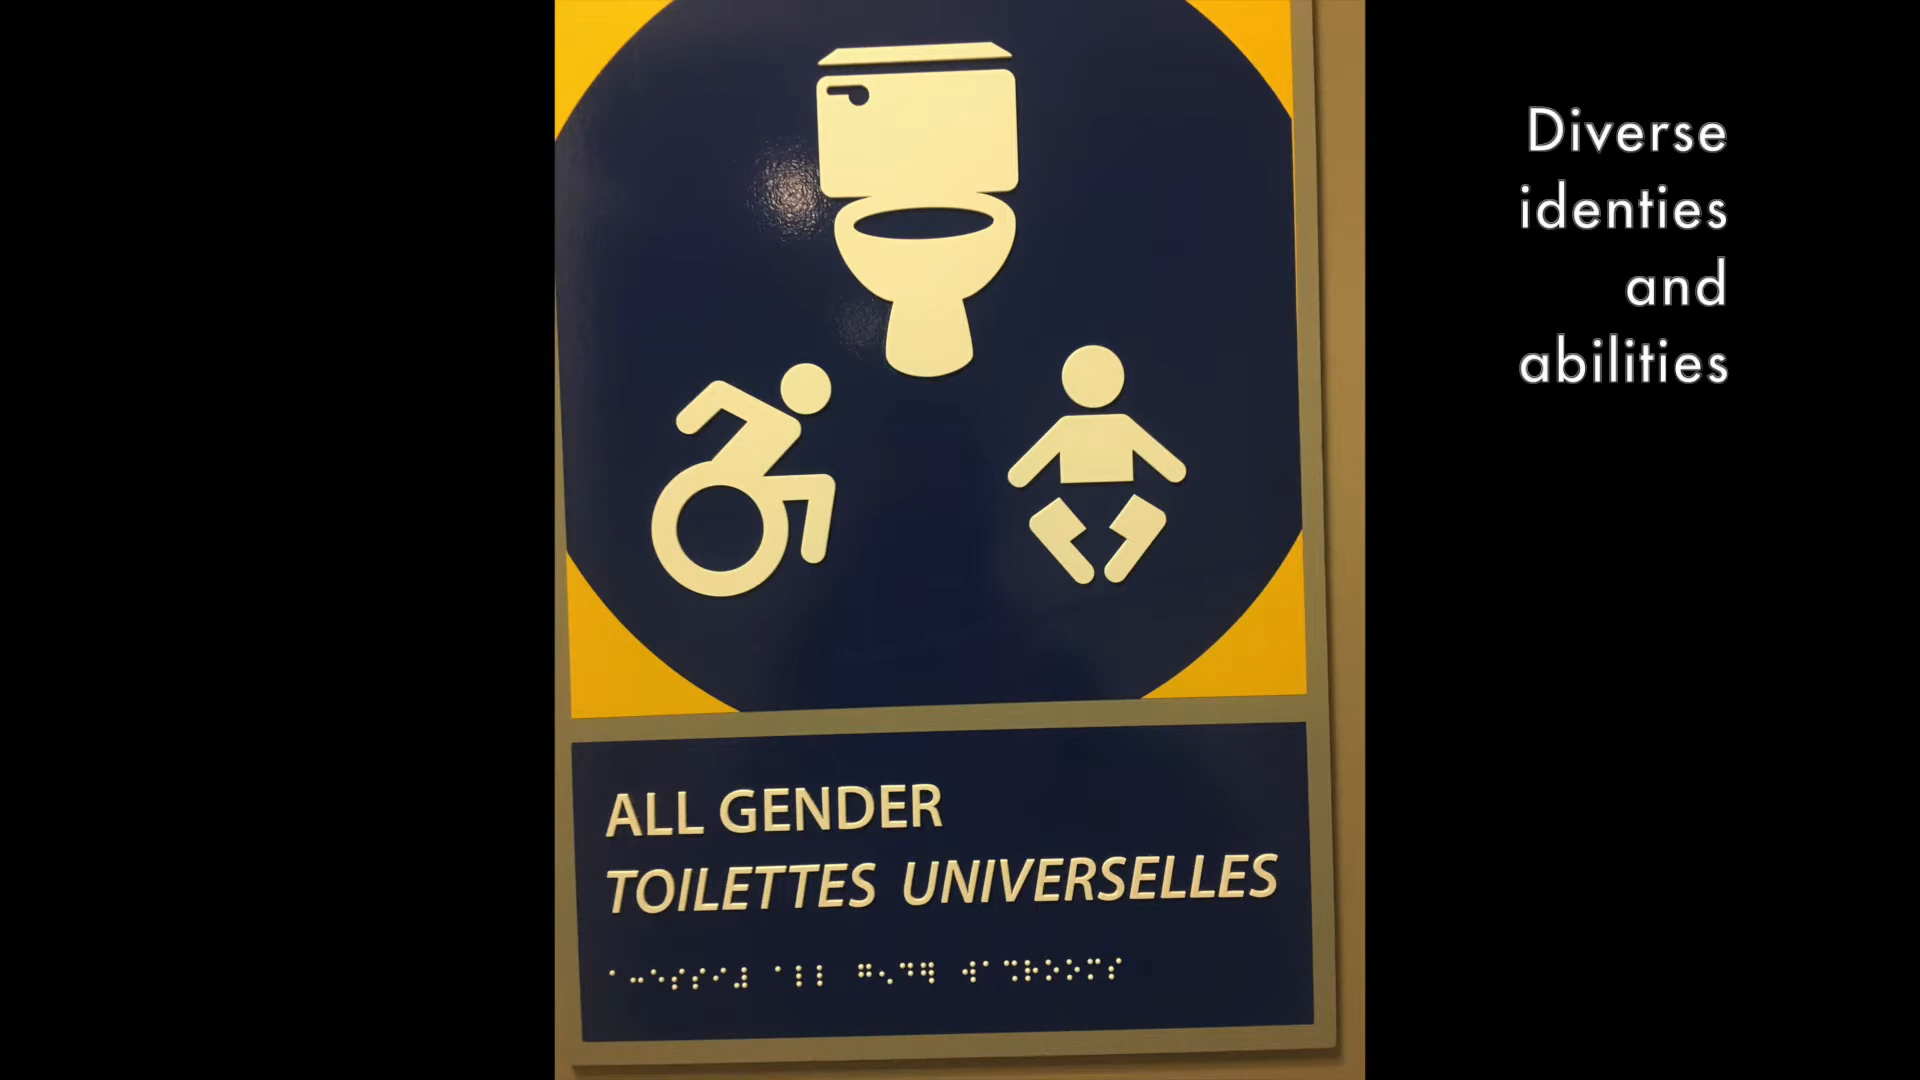 Diverse
identies
and
abilities
ALL GENDER
TOILETTES UNIVERSELLES